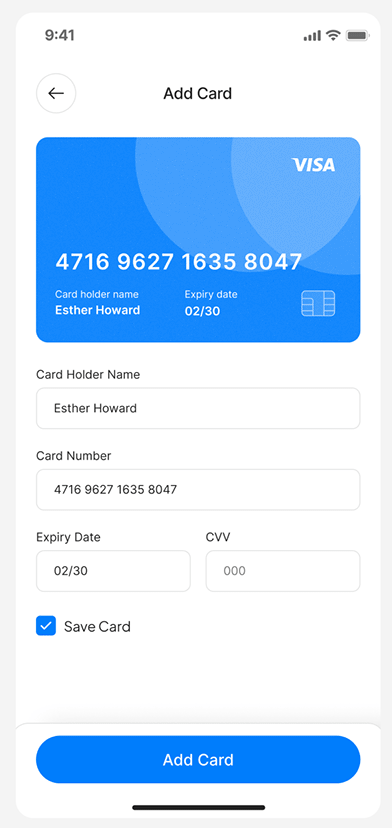 9:41
Add Card
VISA
4716 9627 1635 8047
Card holder name Expiry date
Esther Howard 02/30
Card Holder Name
Esther Howard
Card Number
4716 9627 1635 8047
Expiry Date CVV
02/30 000
Save Card
Add Card